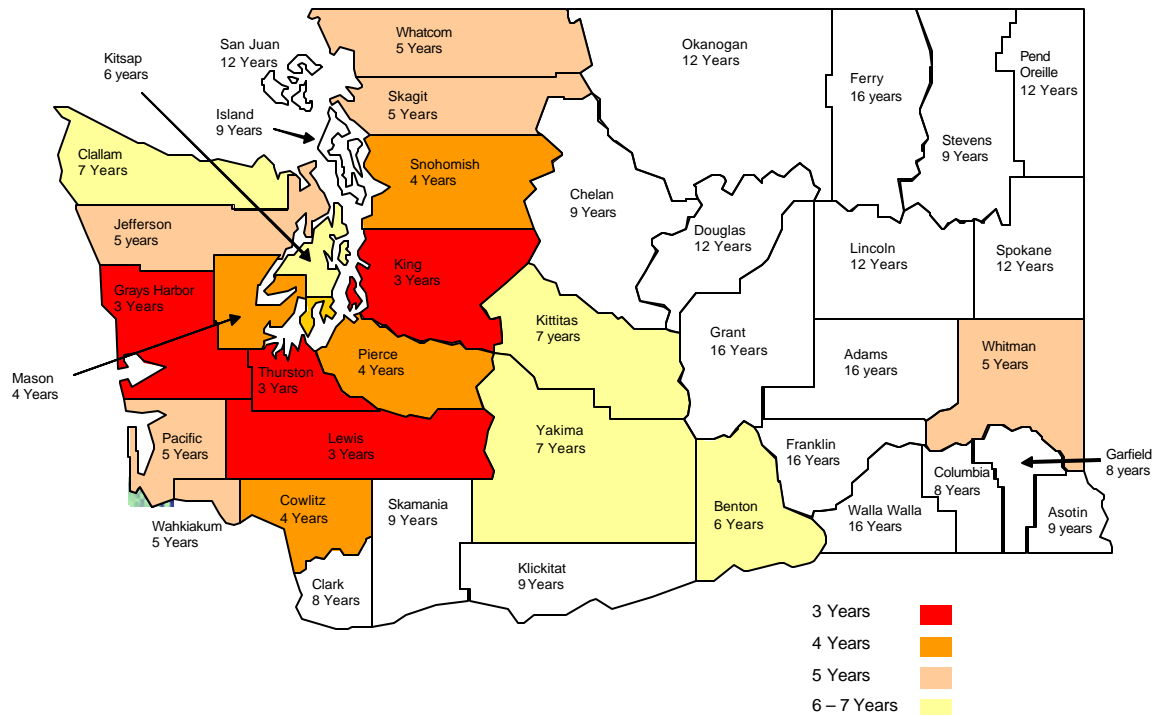 Whatcom
5 Years
San Juan
12 Years
Okanogan
12 Years
Kitsap
6 years
Ferry
16 years
Pend
Oreille
12 Years
Skagit
5 Years
Island
9 Years
Stevens
9 Years
Clallam
7 Years
Snohomish
4 Years
Chelan
9 Years
Jefferson
5 years
Douglas
12 Years
Lincoln
12 Years
Spokane
12 Years
King
3 Years
Grays Harbor
3 Years
Kittitas
7 years
Grant
16 Years
Whitman
5 Years
Adams
16 years
Pierce
4 Years
Mason
4 Years
Thurston
3 Yars
Pacific
5 Years
Lewis
3 Years
Yakima
7 Years
Franklin
16 Years
Garfield
8 years
Columbia
8 Years
Cowlitz
4 Years
Skamania
9 Years
Benton
6 Years
Walla Walla
16 Years
Asotin
9 years
Wahkiakum
5 Years
Klickitat
9 Years
Clark
8 Years
3 Years
4 Years
5 Years
6 – 7 Years